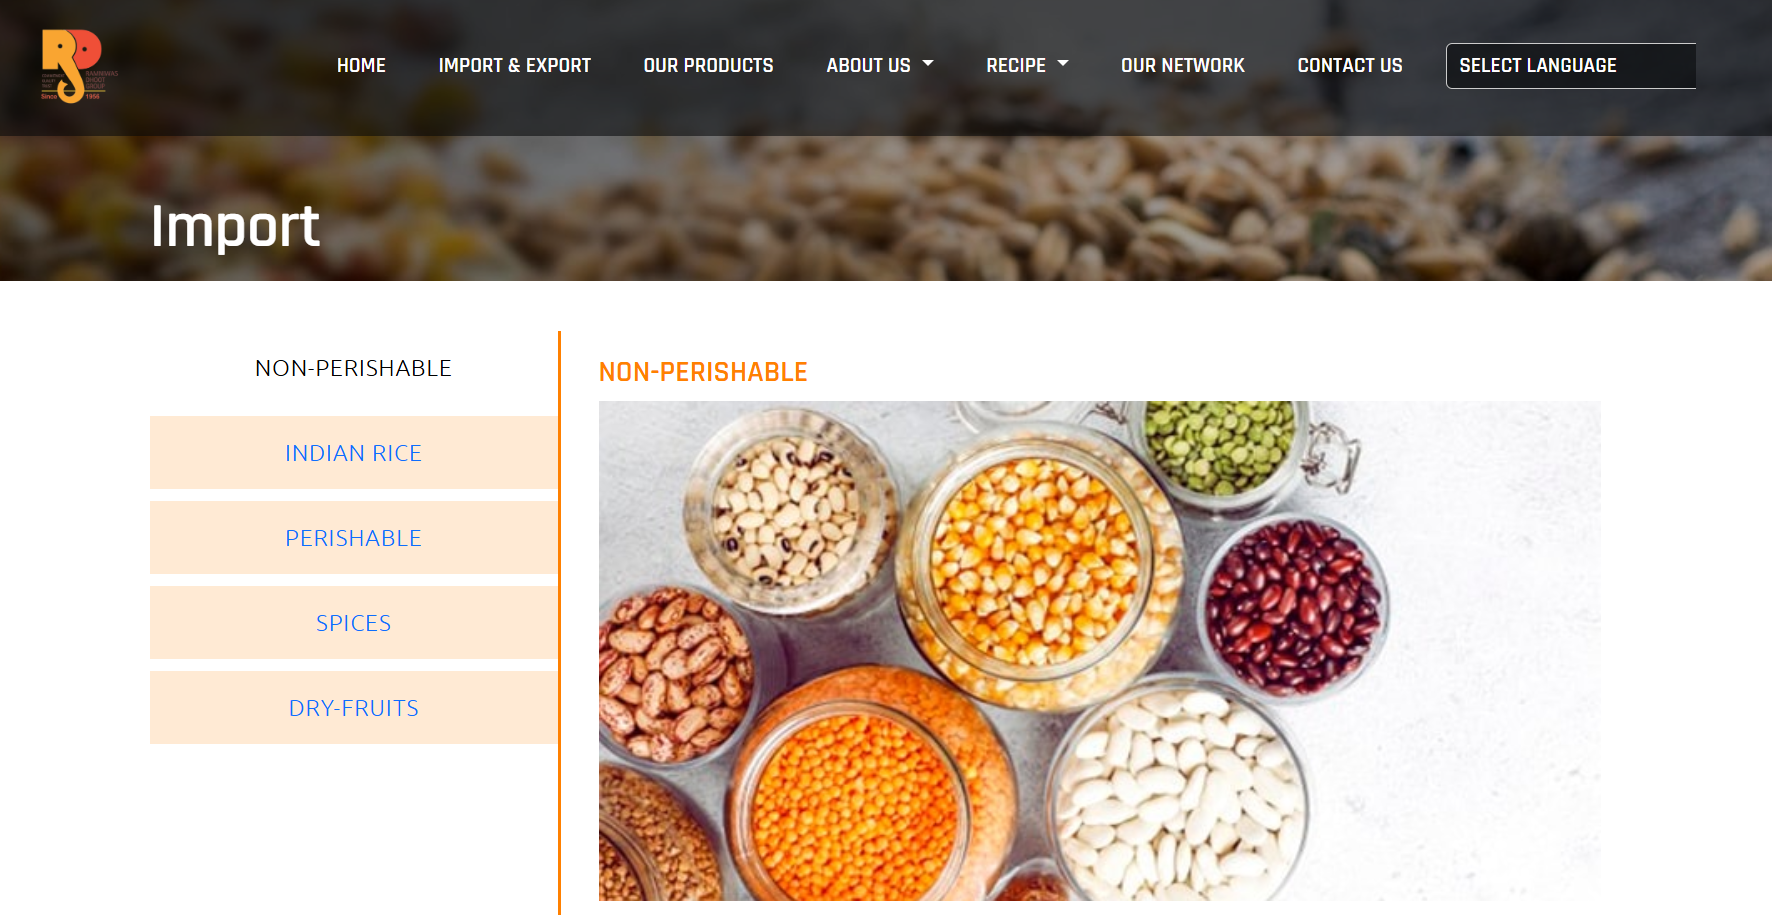 RAMNIWAS
DHOOT
GROUP
Since 1956
HOME
IMPORT & EXPORT
OUR PRODUCTS
ABOUT US
RECIPE
OUR NETWORK
CONTACT US
SELECT LANGUAGE
Import
NON-PERISHABLE
INDIAN RICE
PERISHABLE
SPICES
DRY-FRUITS
NON-PERISHABLE